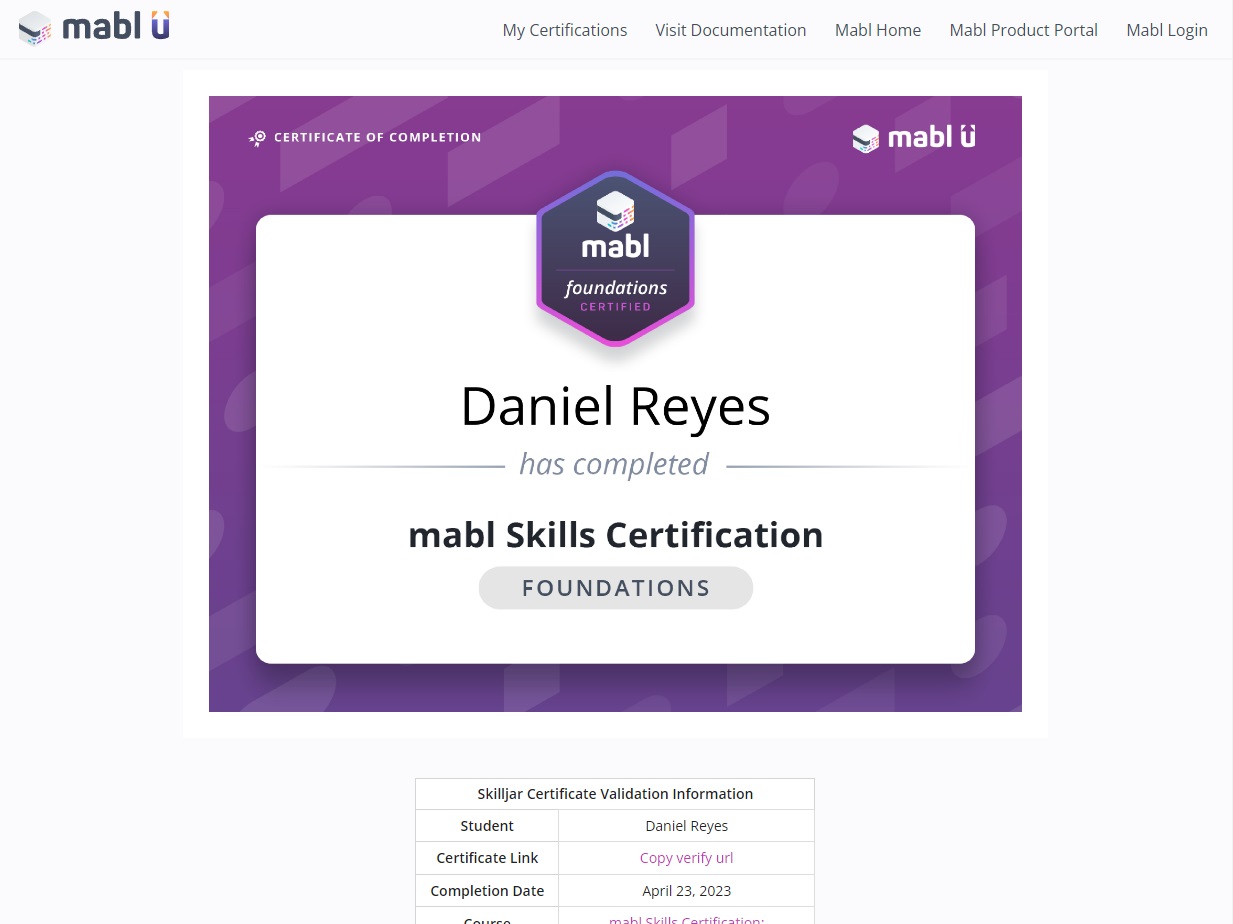 mabl Ü
My Certifications Visit Documentation Mabl Home Mabl Product Portal Mabl Login
CERTIFICATE OF COMPLETION
mabl Ü
mabl
foundations
CERTIFIED
Daniel Reyes
has completed
mabl Skills Certification
FOUNDATIONS
Skilljar Certificate Validation Information
Student Daniel Reyes
Certificate Link Copy verify url
Completion Date April 23, 2023
Course mabl Skills Certification: